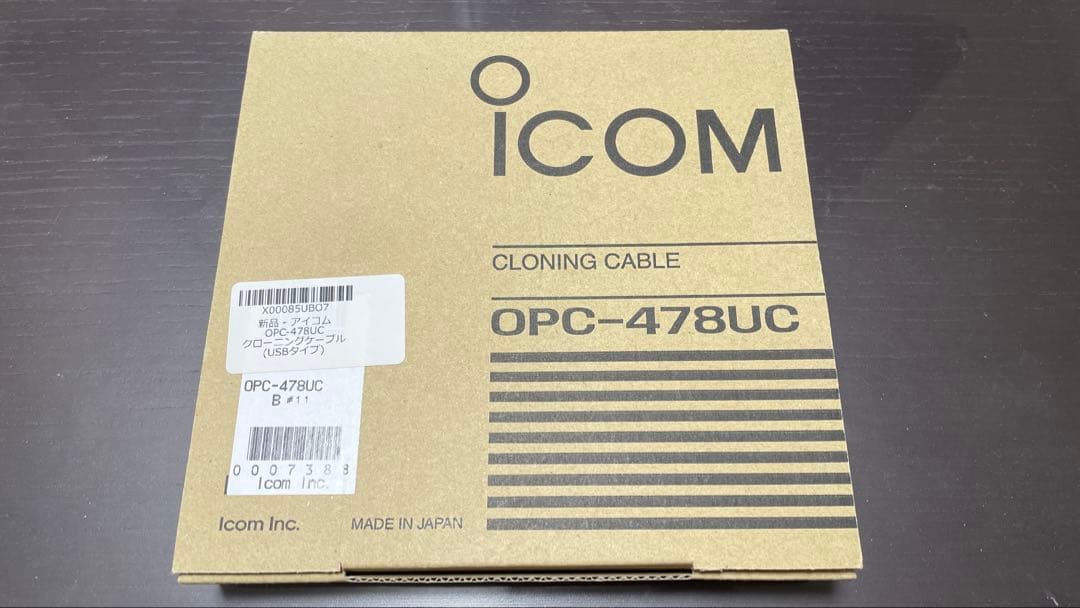 ICOM
CLONING CABLE
OPC-478UC
X00085UBO7
新品 - アイコム
OPC-478UC
クローニングケーブル
(USBタイプ)
OPC-478UC
B #11
0007388
Icom Inc.
Icom Inc.
MADE IN JAPAN